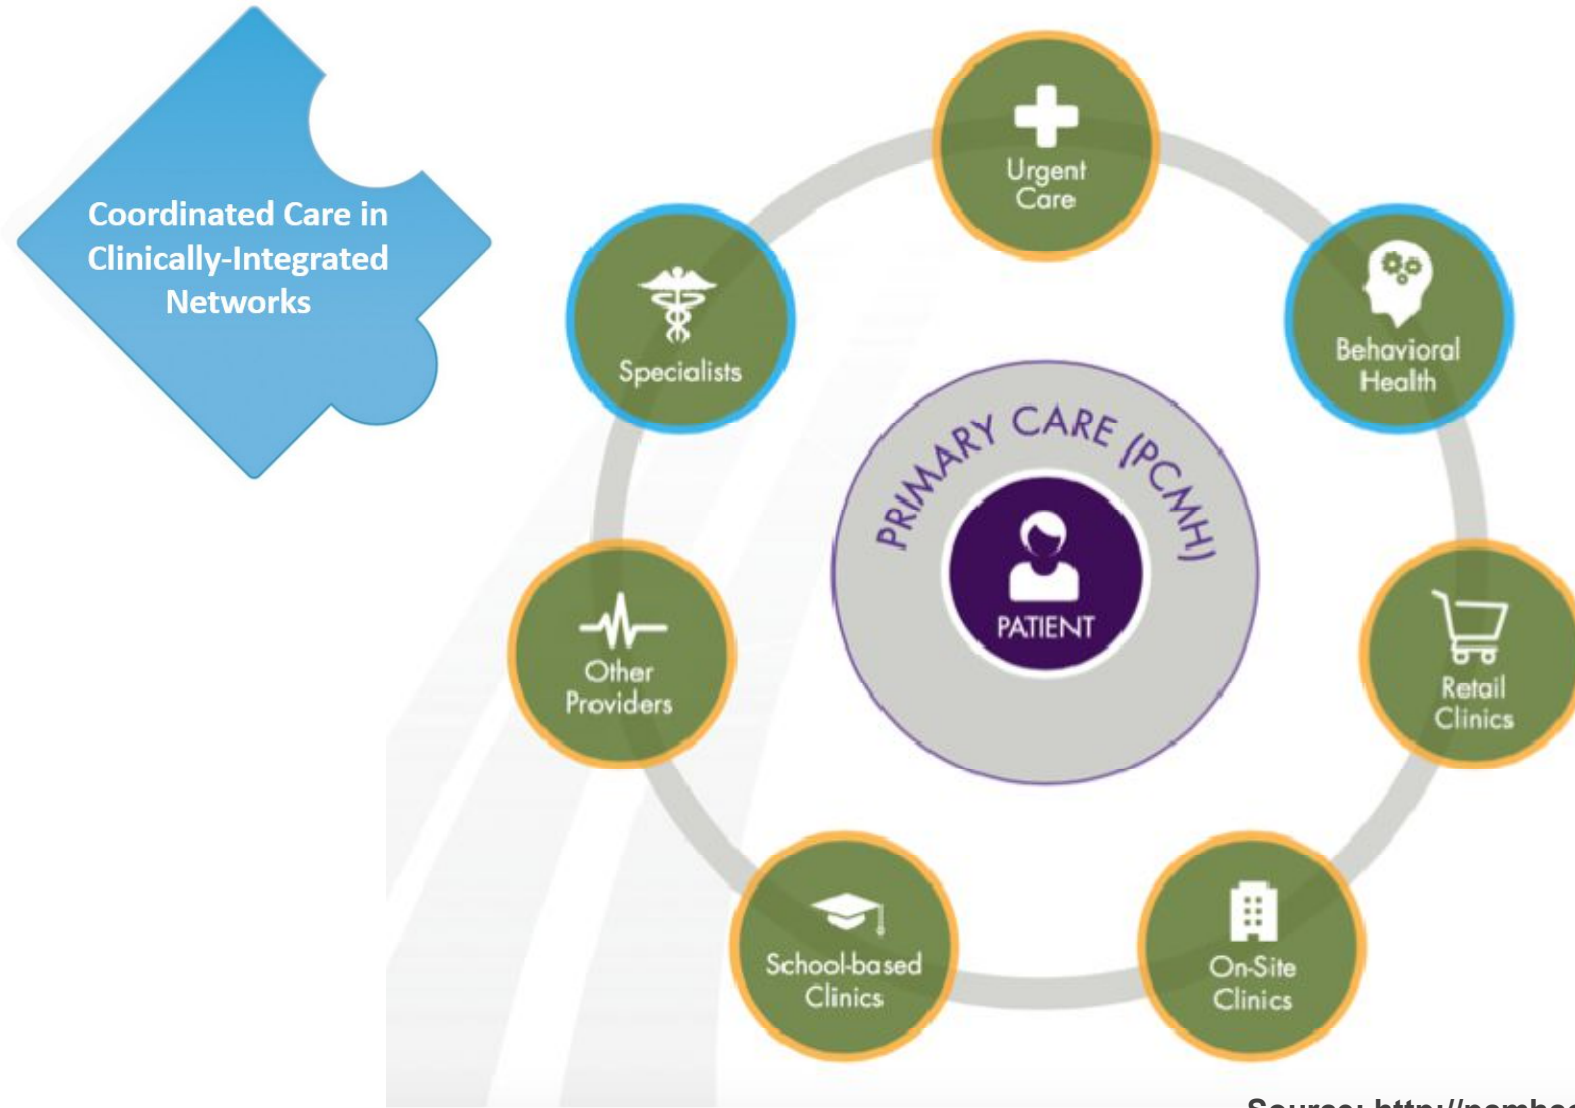 Coordinated Care in
Clinically-Integrated
Networks
Urgent
Care
Specialists
Behavioral
Health
PRIMARY CARE (PCMH)
PATIENT
Other
Providers
Retail
Clinics
School-based
Clinics
On-Site
Clinics
Source: